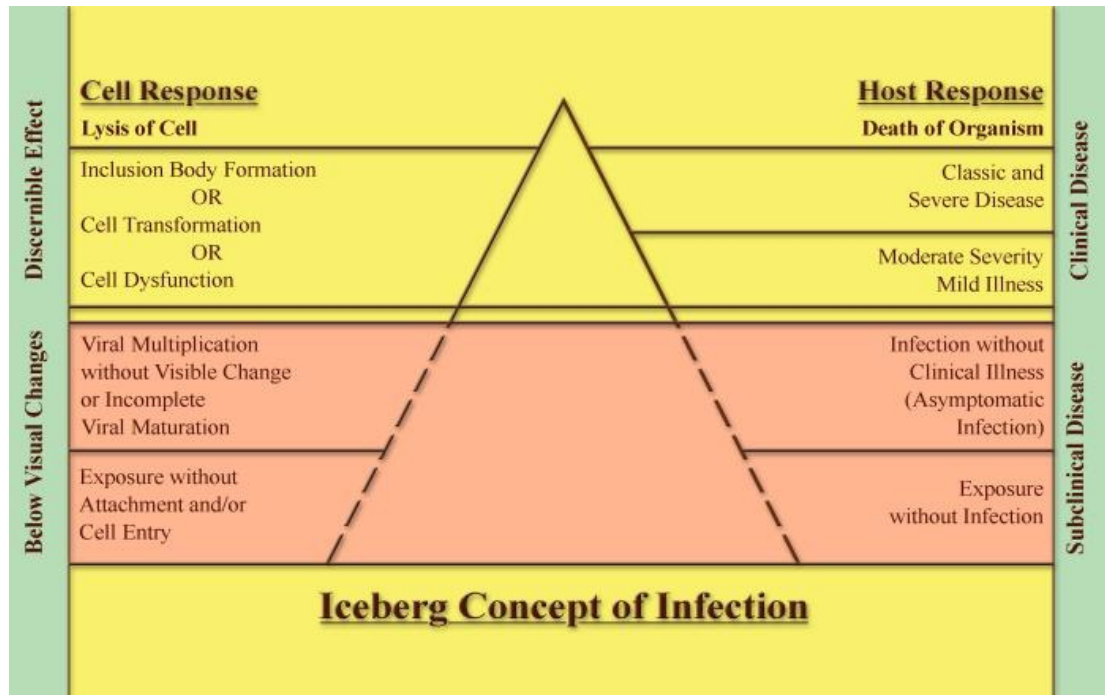 Discernible Effect
Below Visual Changes
Cell Response
Lysis of Cell
Inclusion Body Formation
OR
Cell Transformation
OR
Cell Dysfunction
Viral Multiplication
without Visible Change
or Incomplete
Viral Maturation
Exposure without
Attachment and/or
Cell Entry
Host Response
Death of Organism
Classic and
Severe Disease
Moderate Severity
Mild Illness
Infection without
Clinical Illness
(Asymptomatic
Infection)
Exposure
without Infection
Clinical Disease
Subclinical Disease
Iceberg Concept of Infection